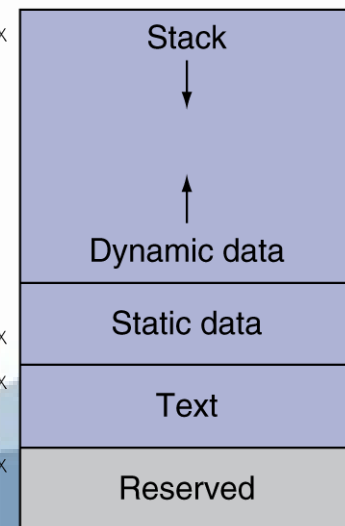 x
Stack
Dynamic data
Static data
x
x
Text
x
Reserved